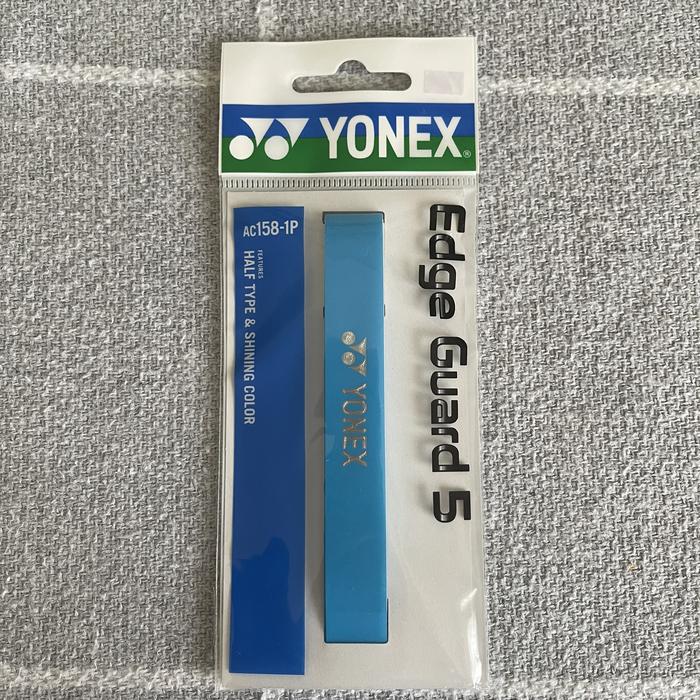 YONEX®
AC158-1P
FEATURES
HALF TYPE & SHINING COLOR
YONEX
Edge Guard 5